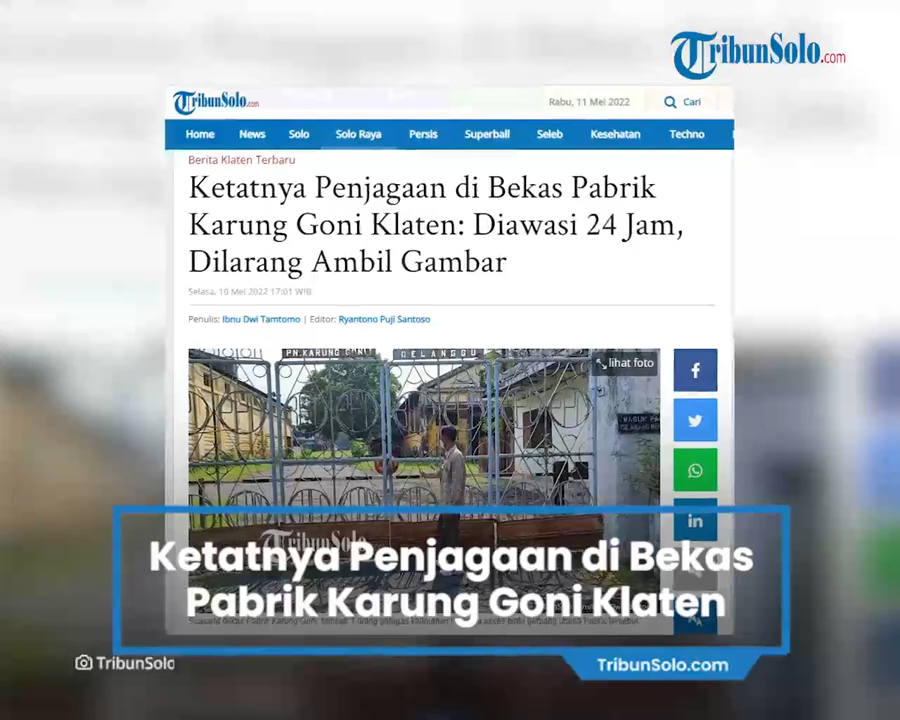 TribunSolo.com
TribunSolo.com
Rabu, 11 Mei 2022
Cari
Home News Solo Solo Raya Persis Superball Seleb Kesehatan Techno
Berita Klaten Terbaru
Ketatnya Penjagaan di Bekas Pabrik
Karung Goni Klaten: Diawasi 24 Jam,
Dilarang Ambil Gambar
Selasa, 10 Mei 2022 17:01 WIB
Penulis: Ibnu Dwi Tamtomo | Editor: Ryantono Puji Santoso
PN.KARUNG GONI DELANGGU
lihat foto
Ketatnya Penjagaan di Bekas
Pabrik Karung Goni Klaten
TribunSolo
TribunSolo.com